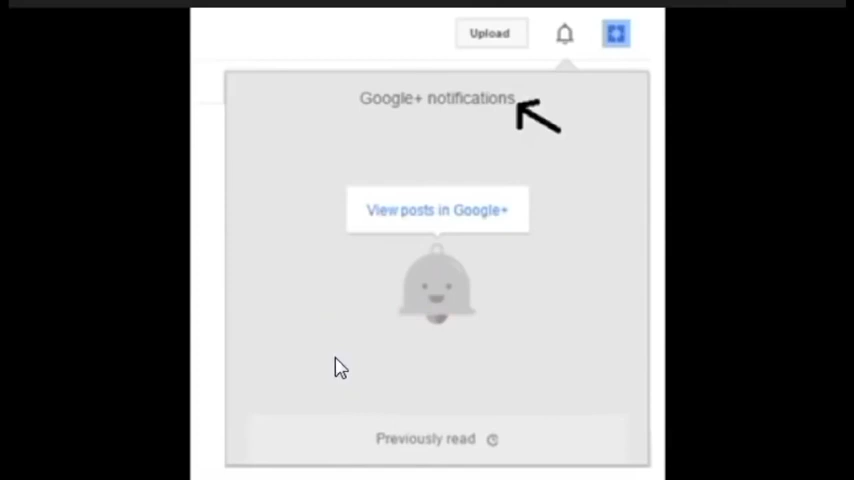 Upload
Google+ notifications
View posts in Google+
Previously read